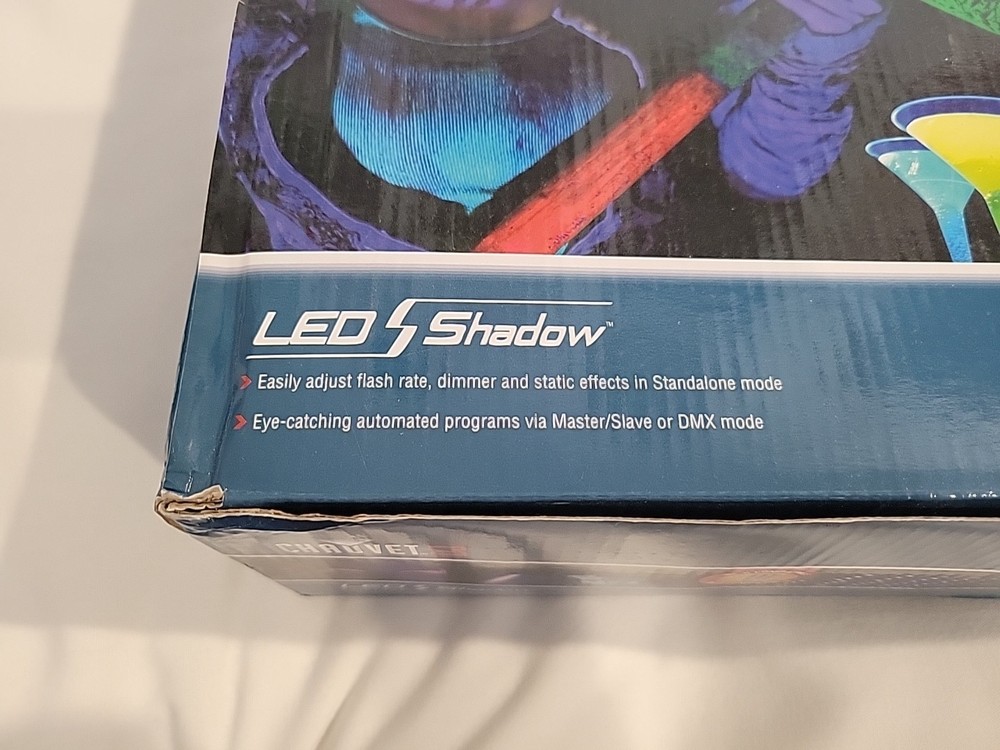 LED Shadow™
Easily adjust flash rate, dimmer and static effects in Standalone mode
Eye-catching automated programs via Master/Slave or DMX mode
CHAUVET